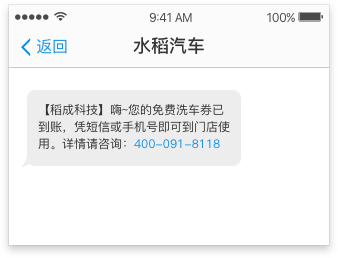 9:41 AM 100%
返回 水稻汽车
【稻成科技】嗨~您的免费洗车券已
到账，凭短信或手机号即可到门店使
用。详情请咨询：400-091-8118